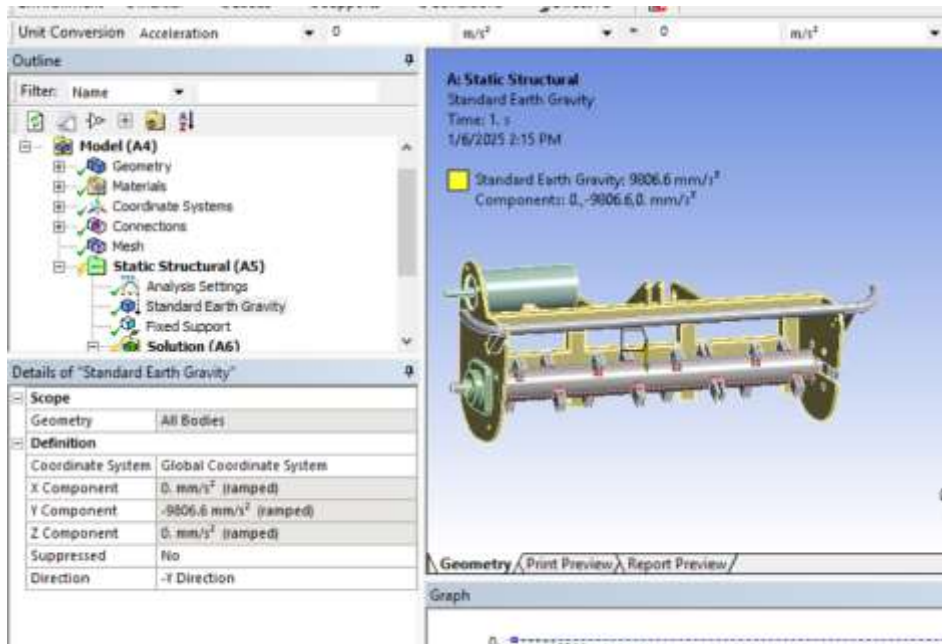 Unit Conversion Acceleration 0 m/s² = 0 m/s²
Outline
Filter: Name
Model (A4)
Geometry
Materials
Coordinate Systems
Connections
Mesh
Static Structural (A5)
Analysis Settings
Standard Earth Gravity
Fixed Support
Solution (A6)
Details of "Standard Earth Gravity"
Scope
Geometry All Bodies
Definition
Coordinate System Global Coordinate System
X Component 0. mm/s² (ramped)
Y Component -9806.6 mm/s² (ramped)
Z Component 0. mm/s² (ramped)
Suppressed No
Direction -Y Direction
A: Static Structural
Standard Earth Gravity
Time: 1. s
1/6/2025 2:15 PM
Standard Earth Gravity: 9806.6 mm/s²
Components: 0.,-9806.6,0. mm/s²
Geometry Print Preview Report Preview
Graph
0.